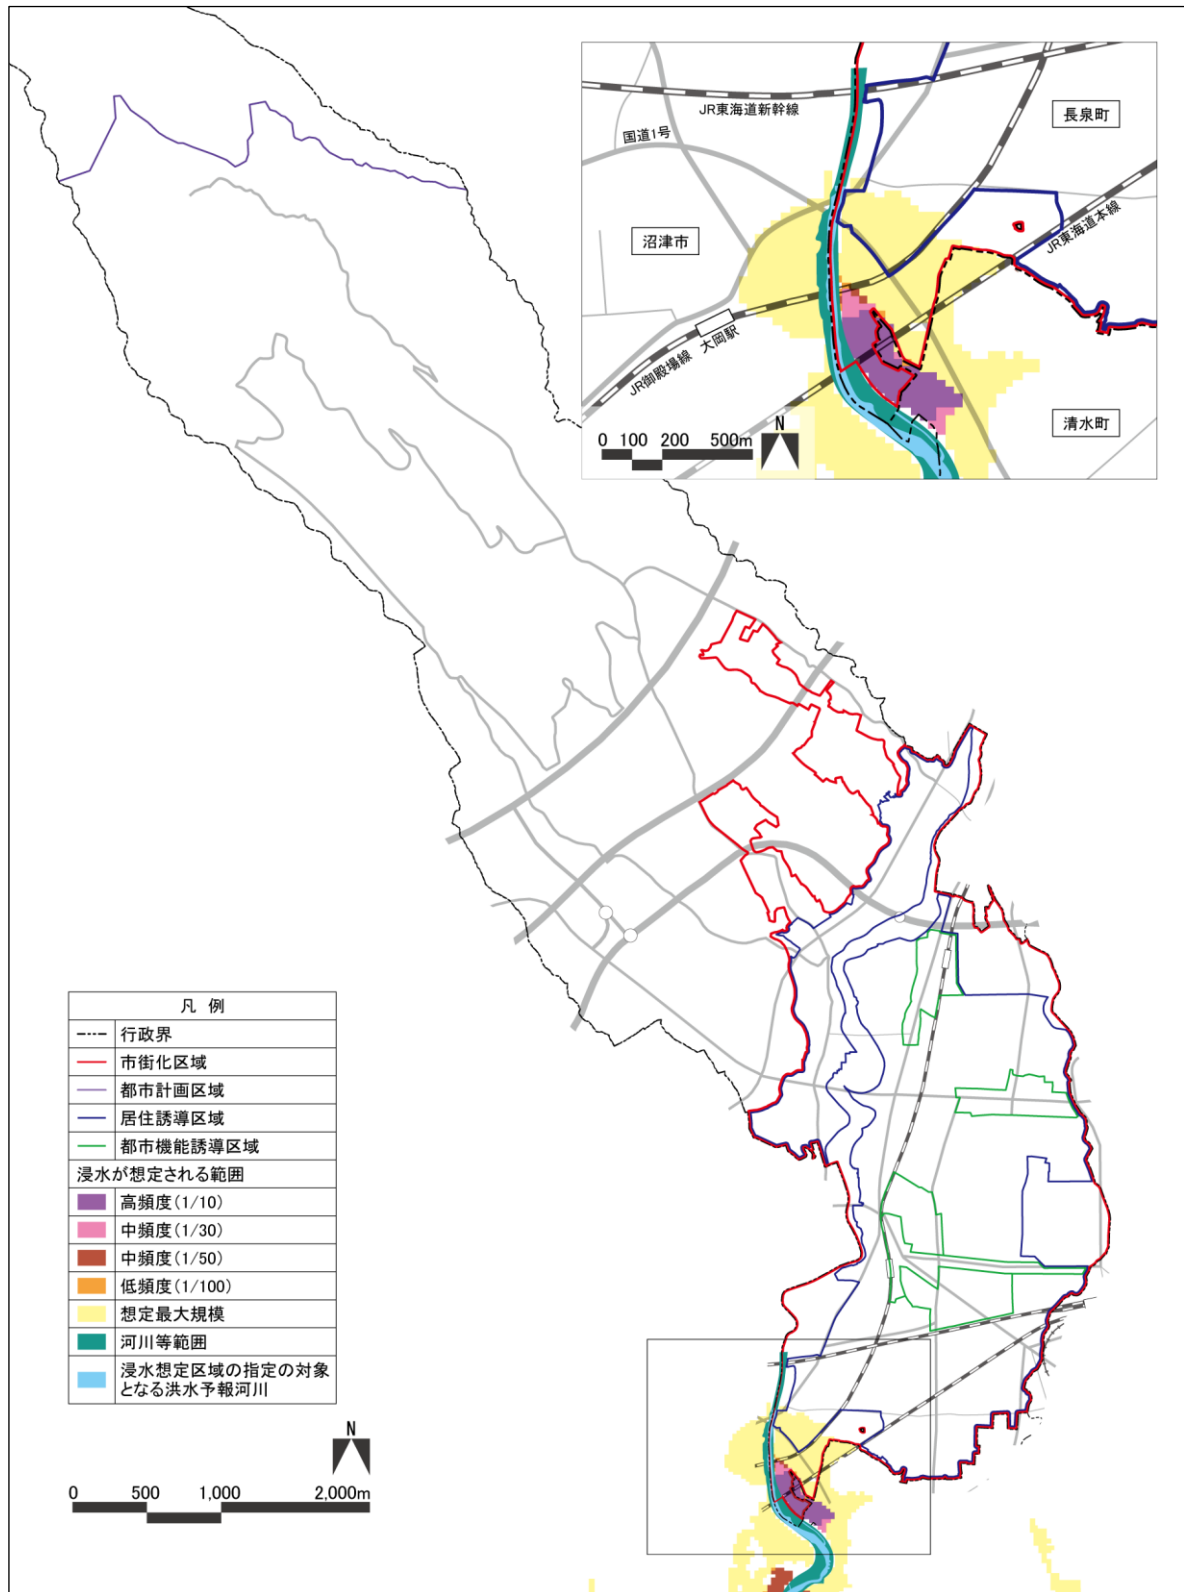 JR東海道新幹線
長泉町
国道1号
沼津市
JR東海道本線
大岡駅
JR御殿場線
清水町
0 100 200 500m
N
凡 例
行政界
市街化区域
都市計画区域
居住誘導区域
都市機能誘導区域
浸水が想定される範囲
高頻度(1/10)
中頻度(1/30)
中頻度(1/50)
低頻度(1/100)
想定最大規模
河川等範囲
浸水想定区域の指定の対象
となる洪水予報河川
N
0 500 1,000 2,000m